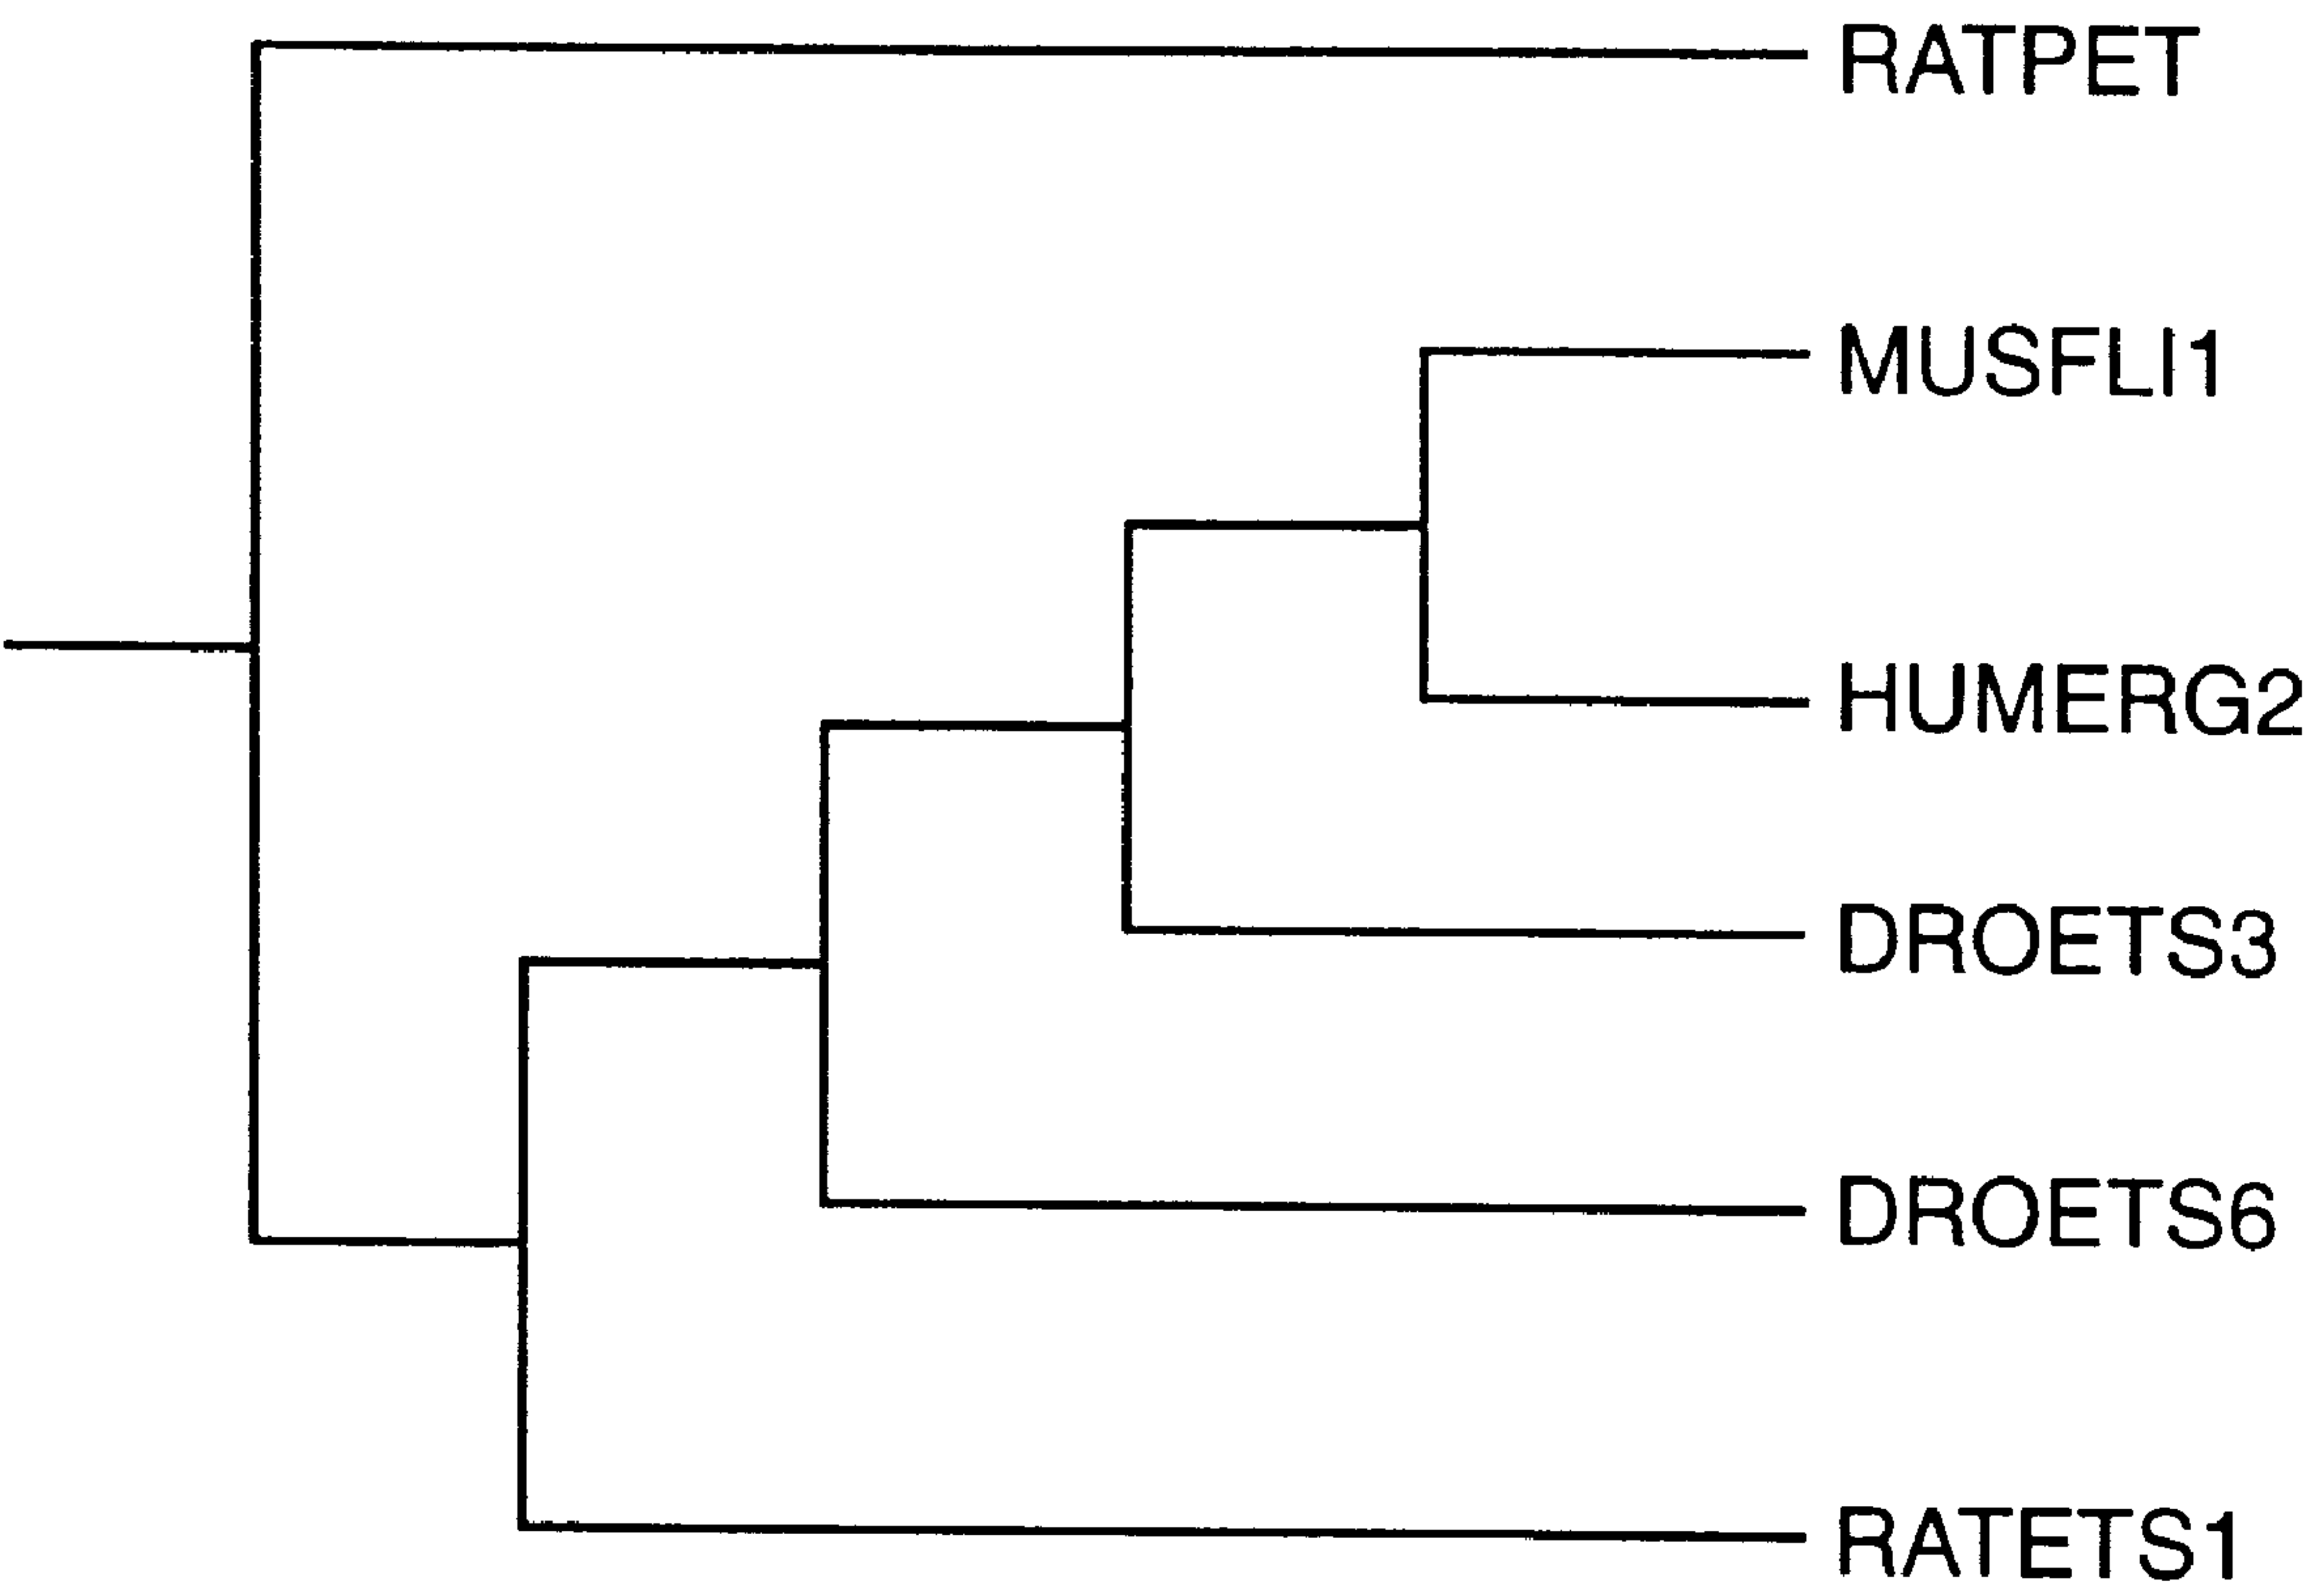 RATPET
MUSFLI1
HUMERG2
DROETS3
DROETS6
RATETS1